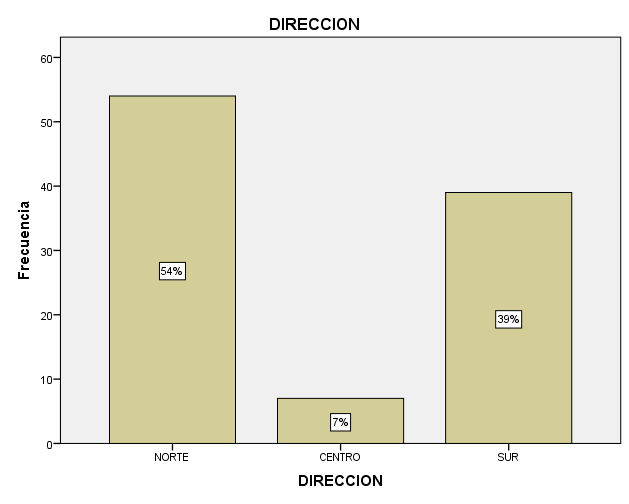 DIRECCION
60
50
40
30
20
10
0
Frecuencia
54%
7%
39%
NORTE
CENTRO
SUR
DIRECCION